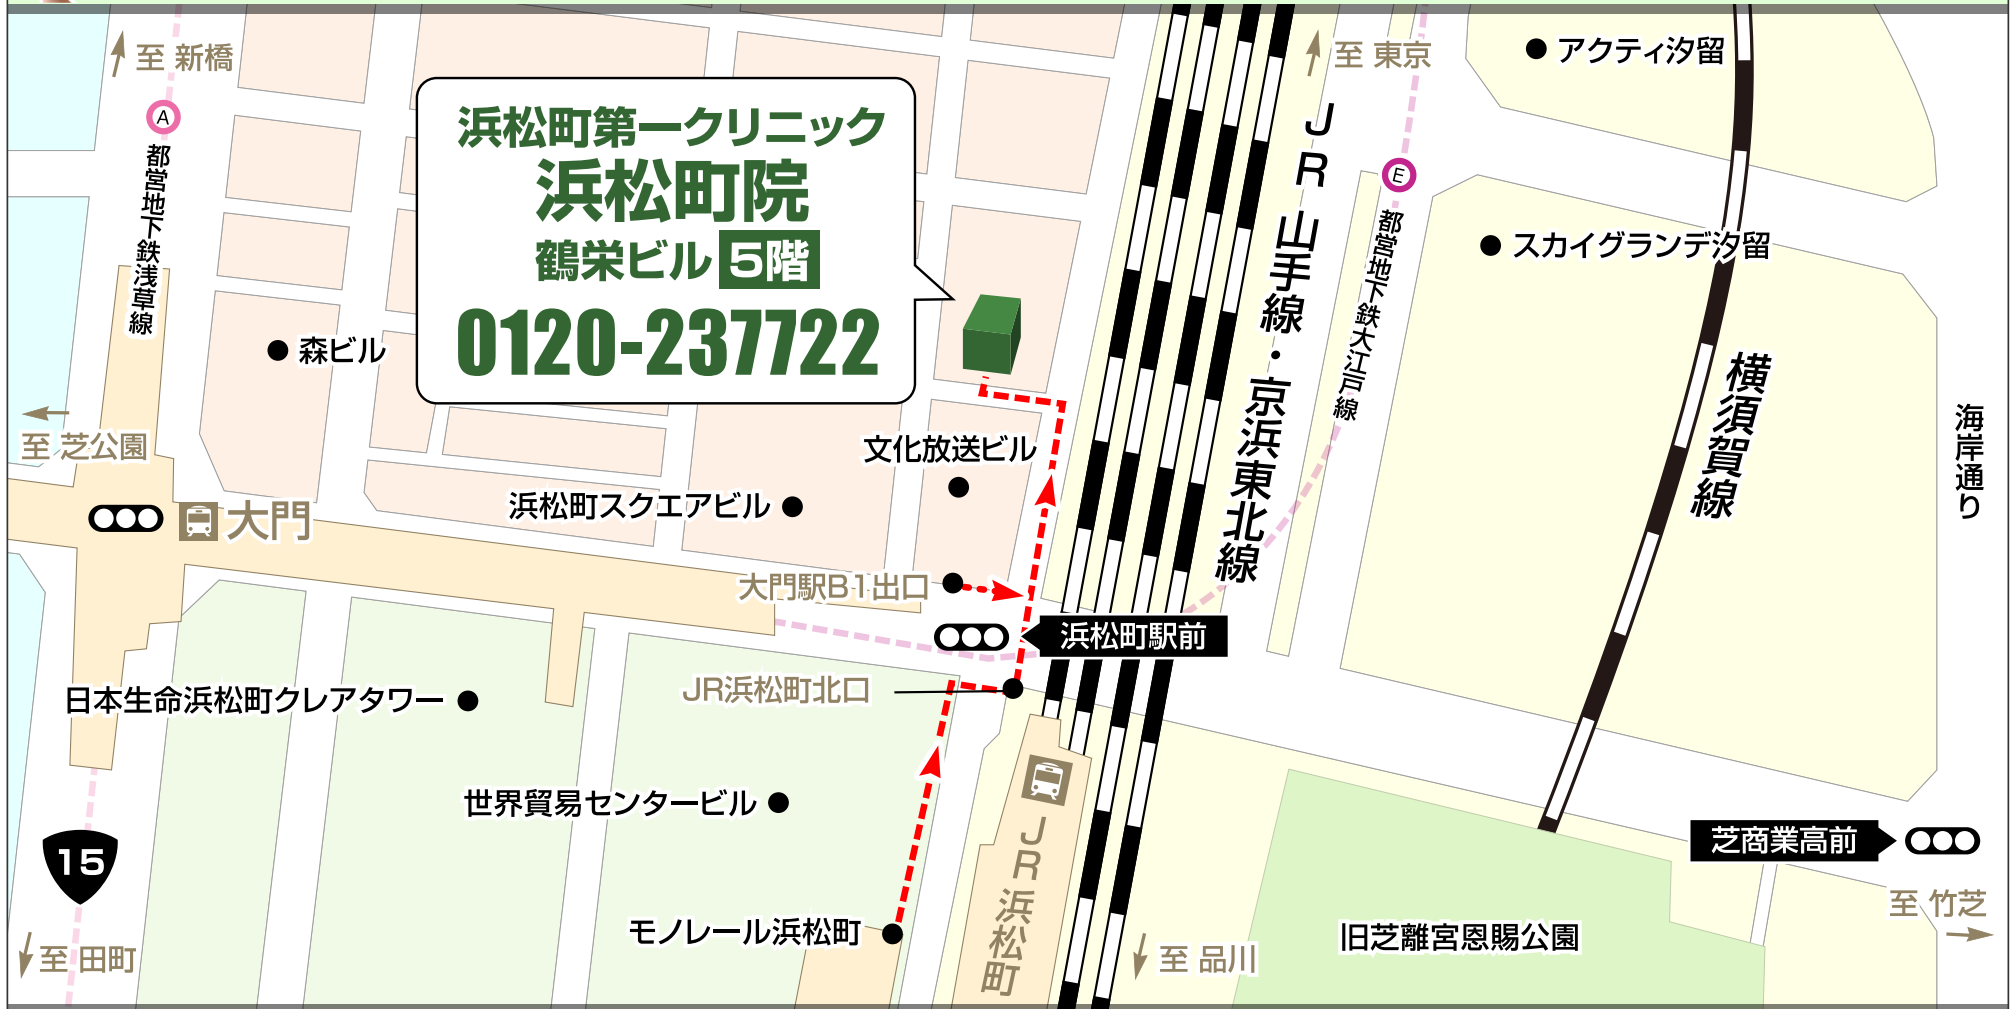 至 新橋
A
都営地下鉄浅草線
浜松町第一クリニック
浜松町院
鶴栄ビル 5階
0120-237722
至 東京
アクティ汐留
E
都営地下鉄大江戸線
JR 山手線・京浜東北線
スカイグランデ汐留
横須賀線
海岸通り
森ビル
至 芝公園
大門
文化放送ビル
浜松町スクエアビル
大門駅B1出口
浜松町駅前
JR浜松町北口
日本生命浜松町クレアタワー
世界貿易センタービル
JR 浜松町
モノレール浜松町
15
至 田町
至 品川
旧芝離宮恩賜公園
芝商業高前
至 竹芝